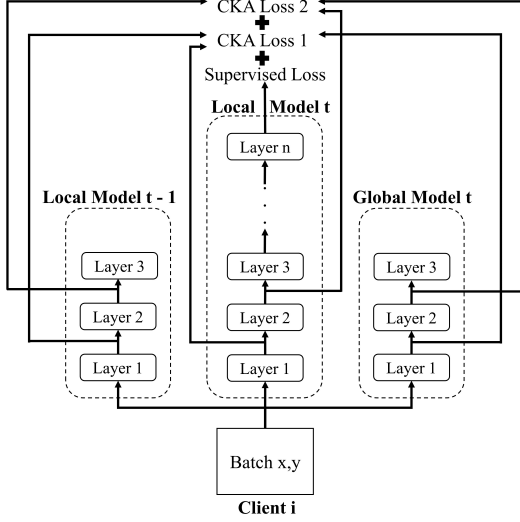 CKA Loss 2
+
CKA Loss 1
+
Supervised Loss
Local Model t
Layer n
Local Model t - 1
Global Model t
Layer 3
Layer 3
Layer 3
Layer 2
Layer 2
Layer 2
Layer 1
Layer 1
Layer 1
Batch x,y
Client i